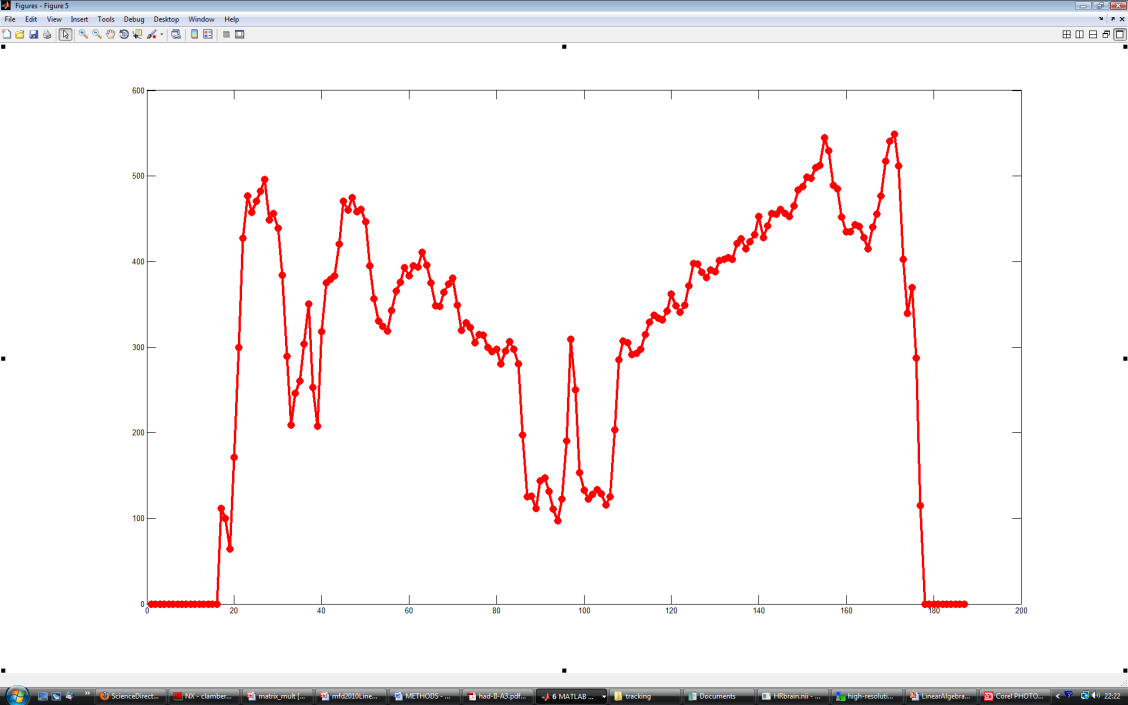 Figures - Figure 5
File Edit View Insert Tools Debug Desktop Window Help
600
500
400
300
200
100
0
0 20 40 60 80 100 120 140 160 180 200
ScienceDirect... NX - clamber... matrix_mult [... mfd2010Line... METHODS - ... had-II-A3.pdf... 6 MATLAB ... tracking Documents HRbrain.nii - ... high-resoluti... LinearAlgebra... Corel PHOTO... 22:22